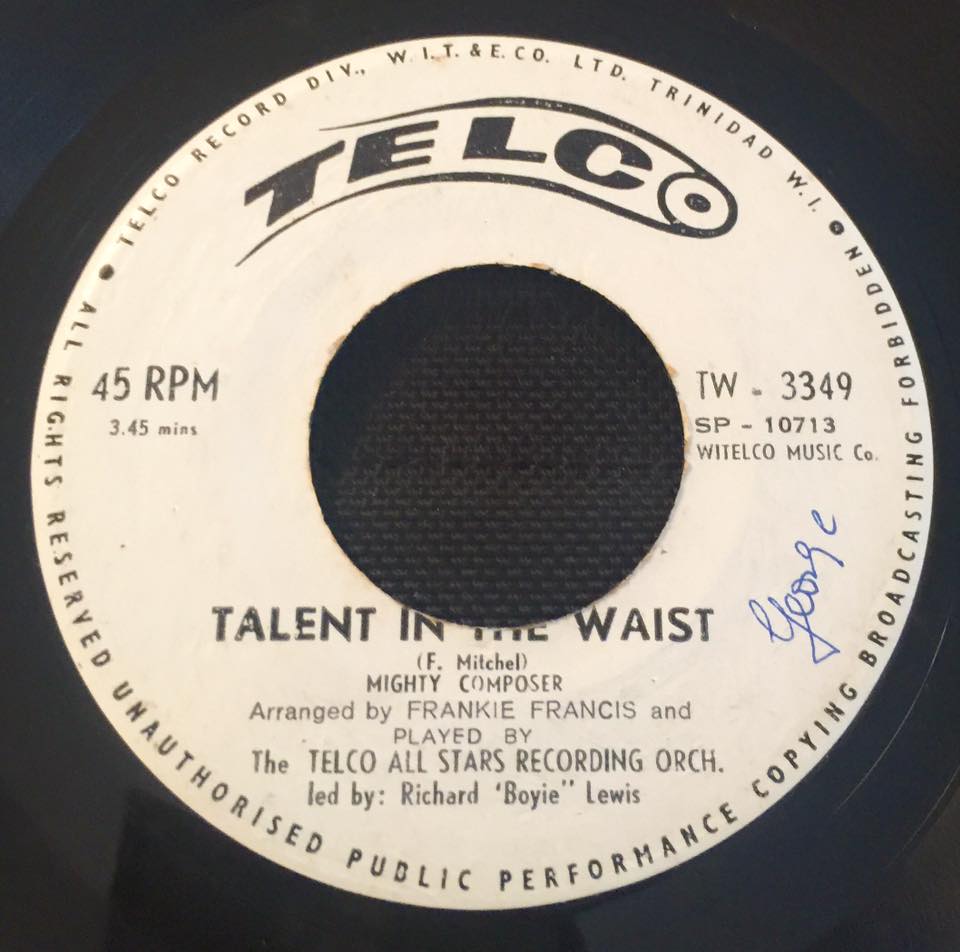 TELCO RECORD DIV., W.I.T. & E. CO. LTD. TRINIDAD W.I.
ALL RIGHTS RESERVED UNAUTHORISED PUBLIC PERFORMANCE COPYING BROADCASTING FORBIDDEN
TELCO
45 RPM
3.45 mins
TW - 3349
SP - 10713
WITELCO MUSIC Co.
George
TALENT IN THE WAIST
(F. Mitchel)
MIGHTY COMPOSER
Arranged by FRANKIE FRANCIS and
PLAYED BY
The TELCO ALL STARS RECORDING ORCH.
led by: Richard 'Boyie" Lewis